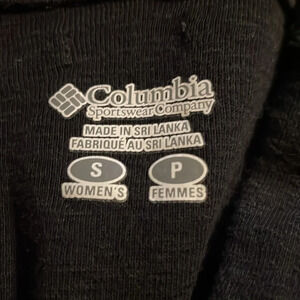 Columbia
Sportswear Company
MADE IN SRI LANKA
FABRIQUÉ AU SRI LANKA
S P
WOMEN'S FEMMES